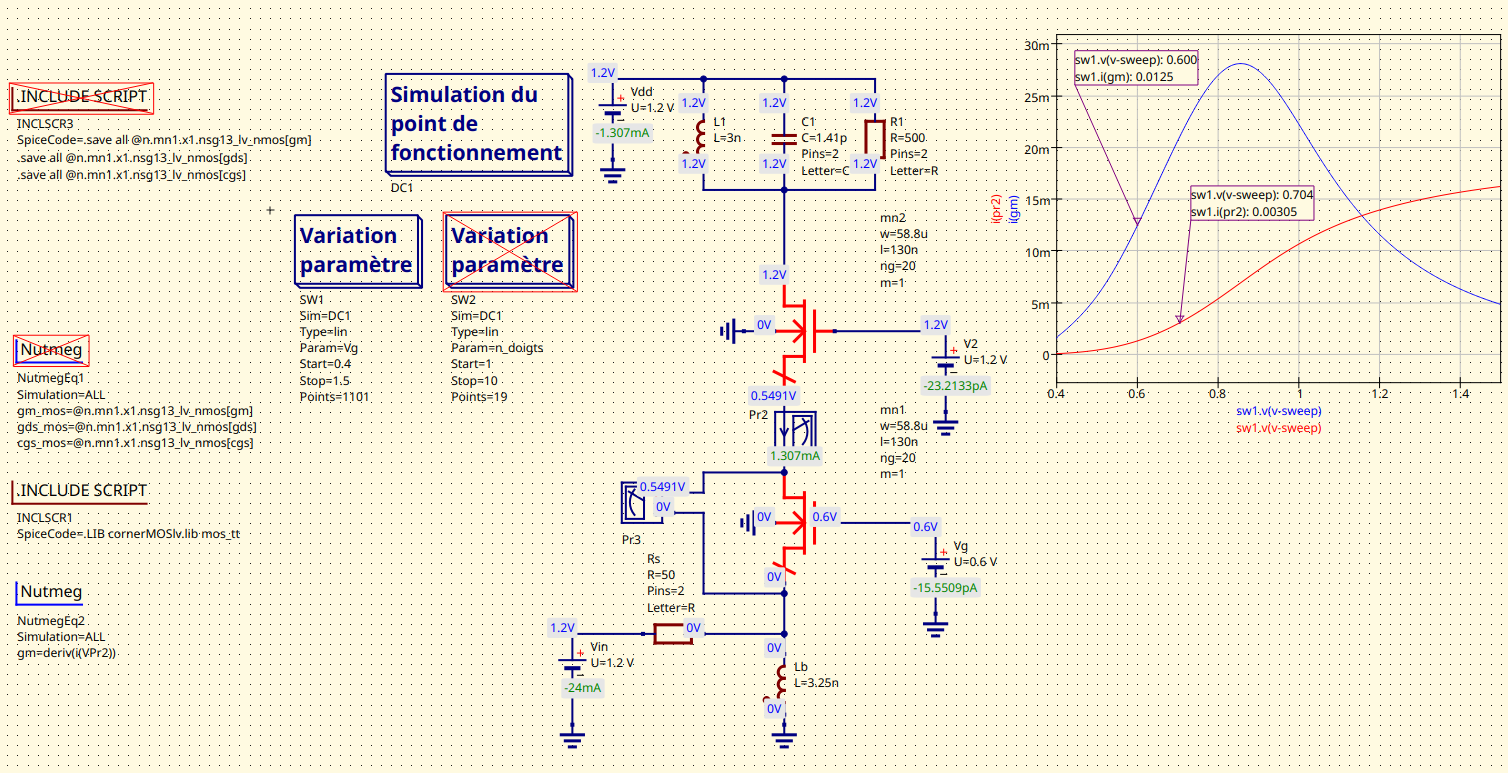 .INCLUDE SCRIPT
INCLSCR3
SpiceCode=.save all @n.mn1.x1.nsg13_lv_nmos[gm]
.save all @n.mn1.x1.nsg13_lv_nmos[gds]
.save all @n.mn1.x1.nsg13_lv_nmos[cgs]
Simulation du
point de
fonctionnement
DC1
Variation
paramètre
SW1
Sim=DC1
Type=lin
Param=Vg
Start=0.4
Stop=1.5
Points=1101
Variation
paramètre
SW2
Sim=DC1
Type=lin
Param=n_doigts
Start=1
Stop=10
Points=19
Nutmeg
NutmegEq1
Simulation=ALL
gm_mos=@n.mn1.x1.nsg13_lv_nmos[gm]
gds_mos=@n.mn1.x1.nsg13_lv_nmos[gds]
cgs_mos=@n.mn1.x1.nsg13_lv_nmos[cgs]
.INCLUDE SCRIPT
INCLSCR1
SpiceCode=.LIB cornerMOSlv.lib mos_tt
Nutmeg
NutmegEq2
Simulation=ALL
gm=deriv(i(VPr2))
1.2V
Vdd
U=1.2 V
-1.307mA
1.2V
L1
L=3n
1.2V
1.2V
C1
C=1.41p
Pins=2
Letter=C
1.2V
1.2V
R1
R=500
Pins=2
Letter=R
1.2V
mn2
w=58.8u
l=130n
ng=20
m=1
1.2V
0V
1.2V
V2
U=1.2 V
-23.2133pA
0.5491V
Pr2
1.307mA
mn1
w=58.8u
l=130n
ng=20
m=1
0.5491V
0V
Pr3
0V
0.6V
0.6V
Vg
U=0.6 V
-15.5509pA
0V
Rs
R=50
Pins=2
Letter=R
1.2V
0V
Vin
U=1.2 V
-24mA
0V
Lb
L=3.25n
0V
30m
25m
20m
15m
10m
5m
0
i(pr2)
i(gm)
sw1.v(v-sweep): 0.600
sw1.i(gm): 0.0125
sw1.v(v-sweep): 0.704
sw1.i(pr2): 0.00305
0.4 0.6 0.8 1 1.2 1.4
sw1.v(v-sweep)
sw1.v(v-sweep)